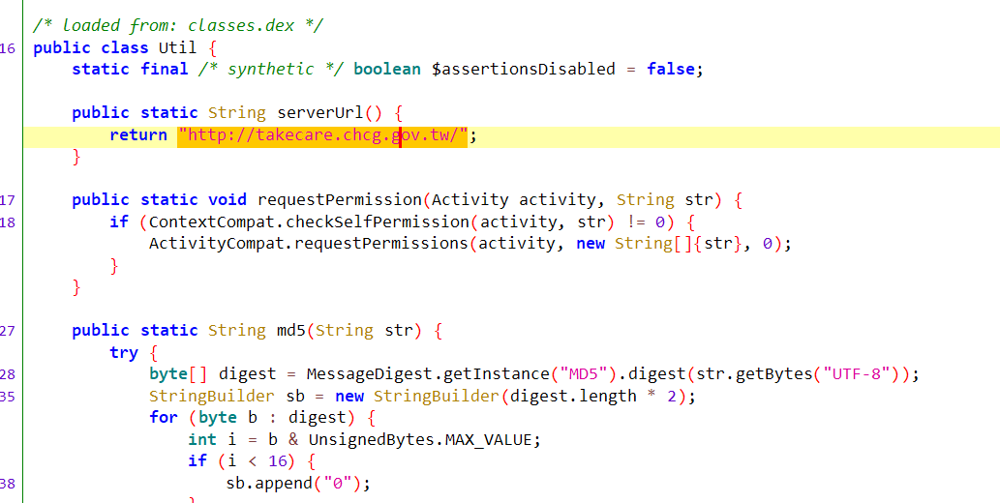 /* loaded from: classes.dex */
16 public class Util {
static final /* synthetic */ boolean $assertionsDisabled = false;
public static String serverUrl() {
return "http://takecare.chcg.gov.tw/";
}
17 public static void requestPermission(Activity activity, String str) {
18 if (ContextCompat.checkSelfPermission(activity, str) != 0) {
ActivityCompat.requestPermissions(activity, new String[]{str}, 0);
}
}
27 public static String md5(String str) {
try {
28 byte[] digest = MessageDigest.getInstance("MD5").digest(str.getBytes("UTF-8"));
35 StringBuilder sb = new StringBuilder(digest.length * 2);
for (byte b : digest) {
int i = b & UnsignedBytes.MAX_VALUE;
if (i < 16) {
38 sb.append("0");
}